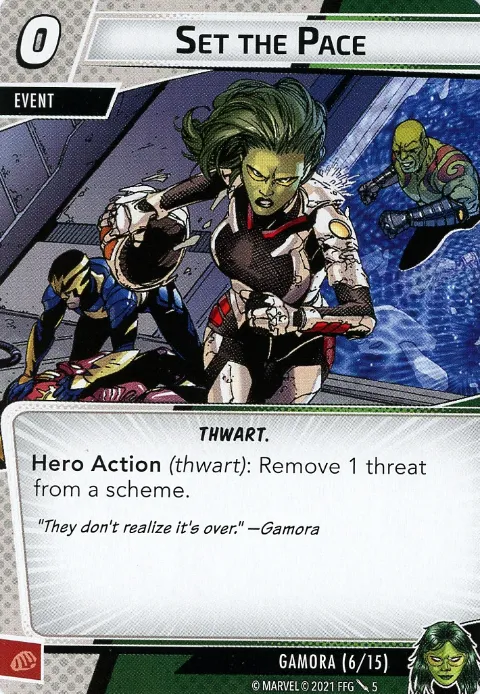 0
SET THE PACE
EVENT
THWART.
Hero Action (thwart): Remove 1 threat
from a scheme.
"They don't realize it's over." —Gamora
GAMORA (6/15)
© MARVEL © 2021 FFG 5